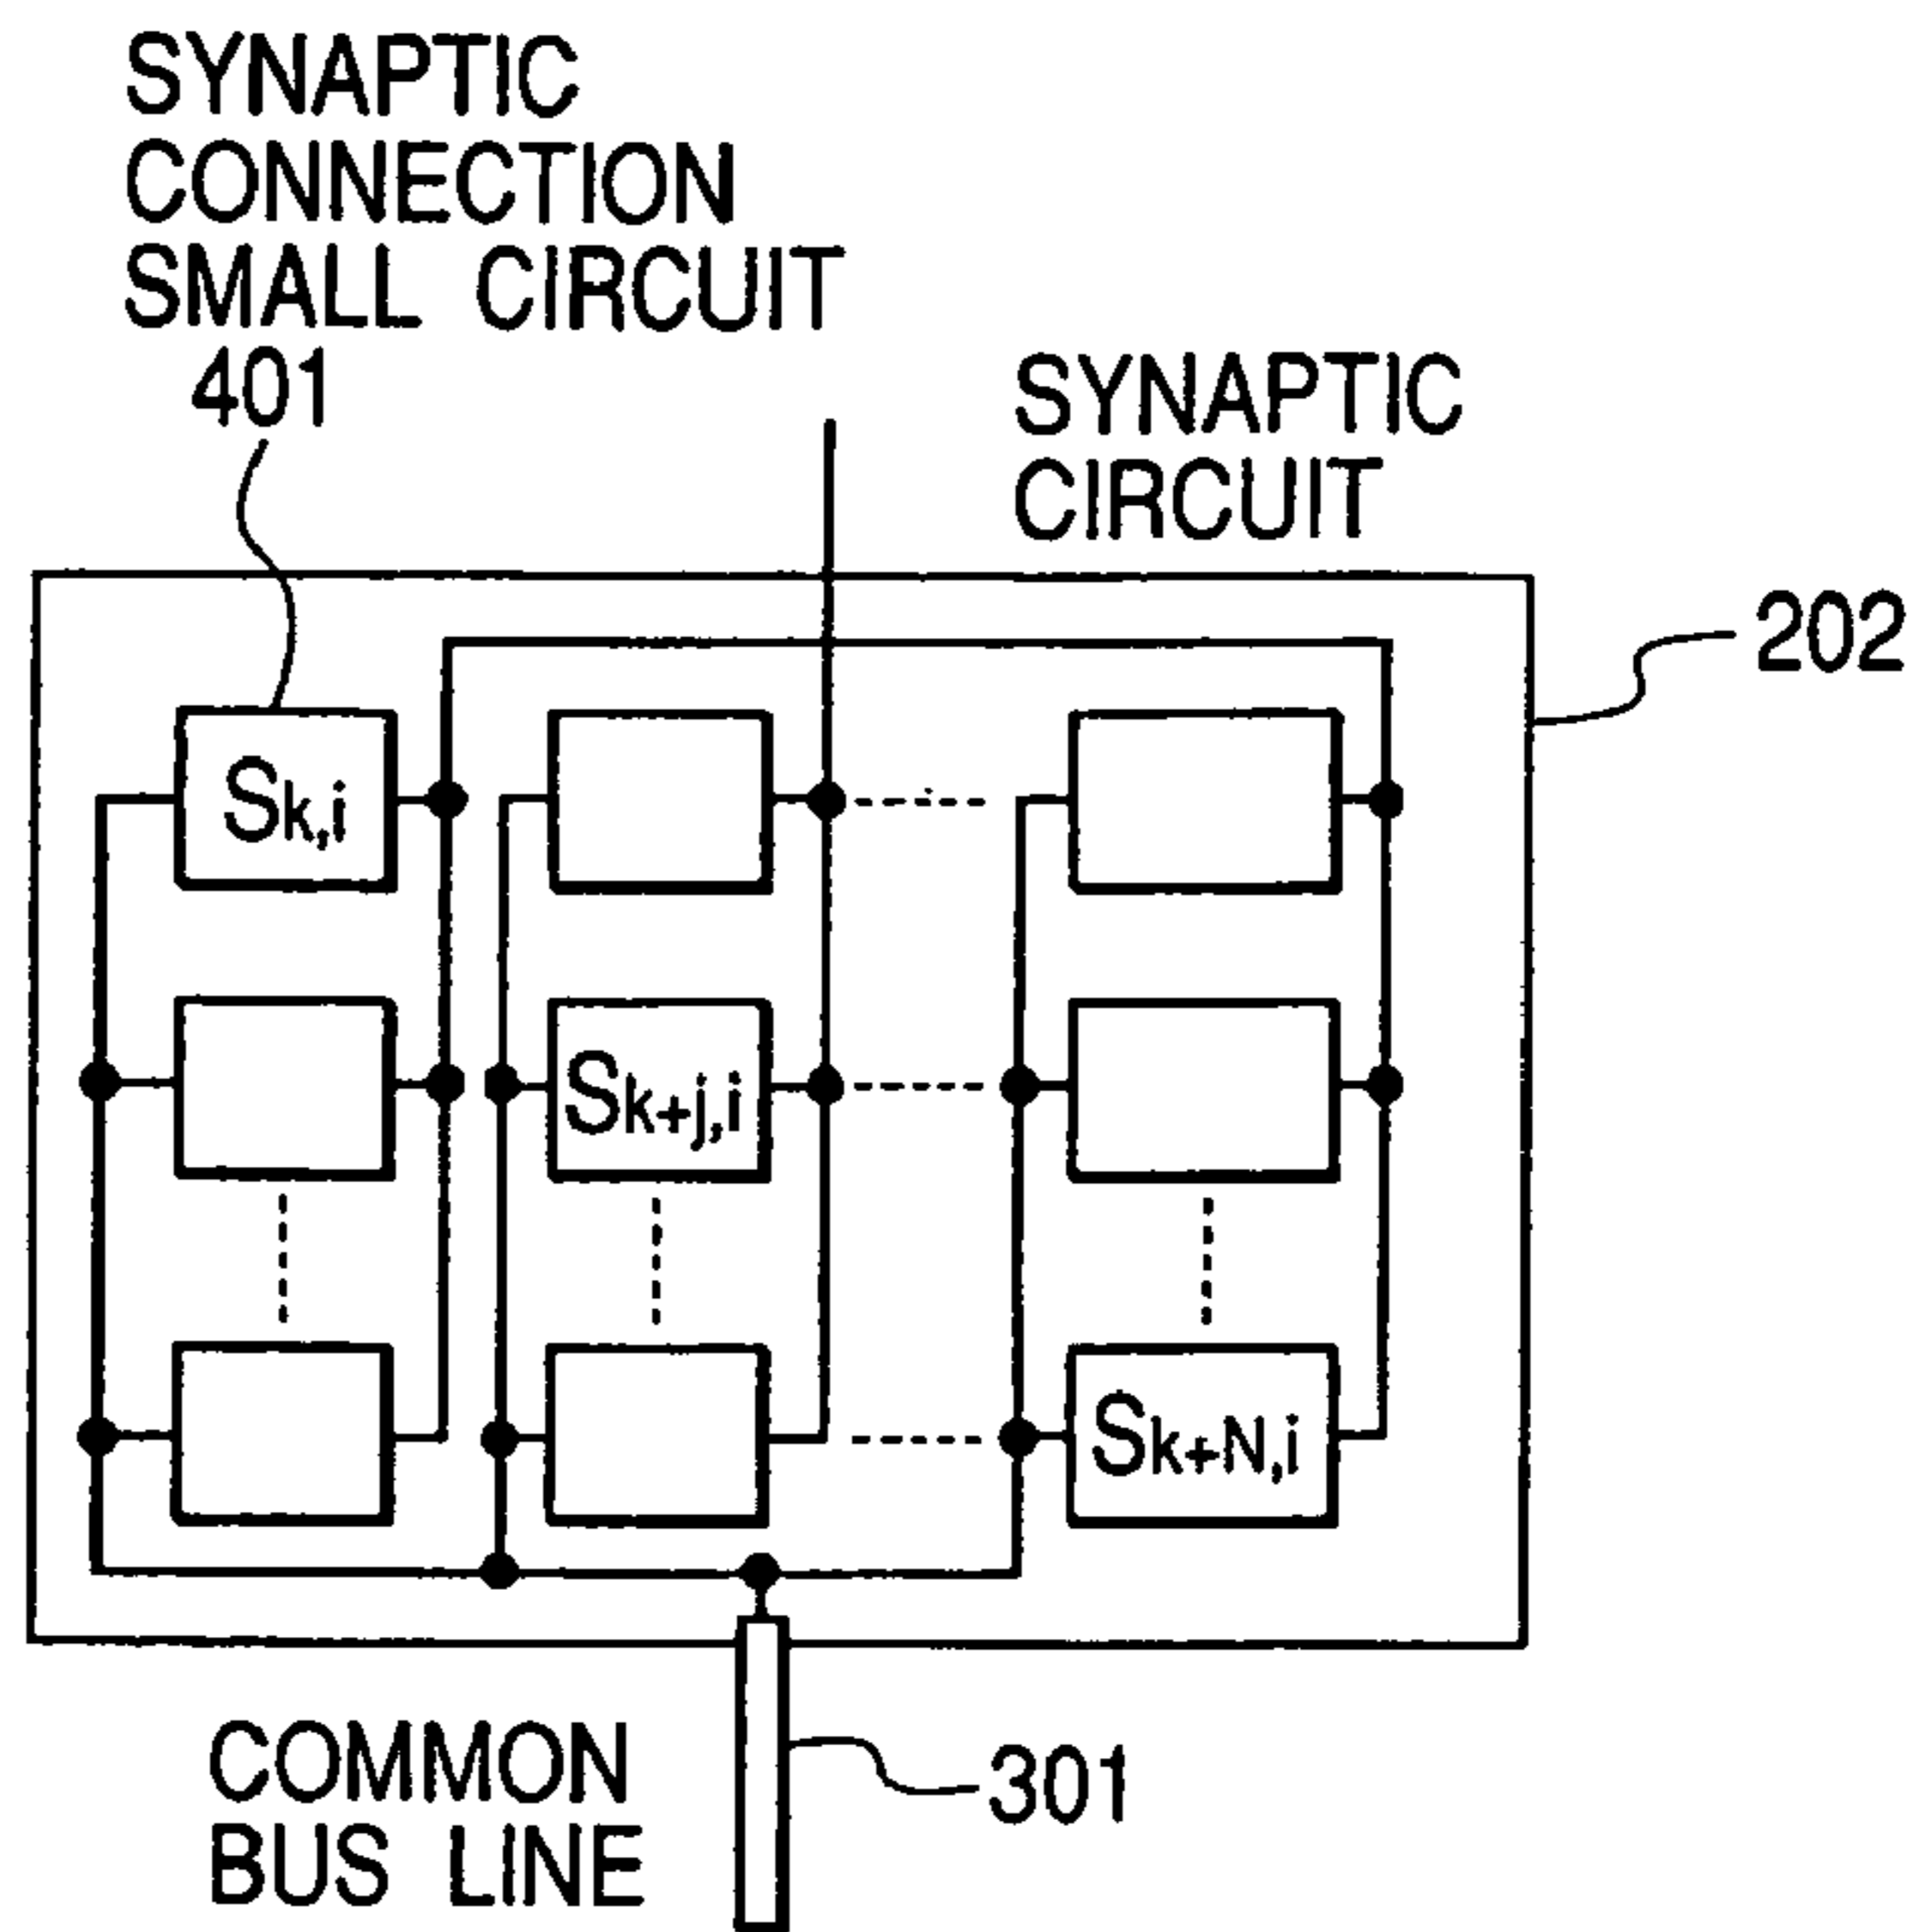 SYNAPTIC
CONNECTION
SMALL CIRCUIT
401
SYNAPTIC
CIRCUIT
202
Sk,i
Sk+j,i
Sk+N,i
COMMON
BUS LINE
301